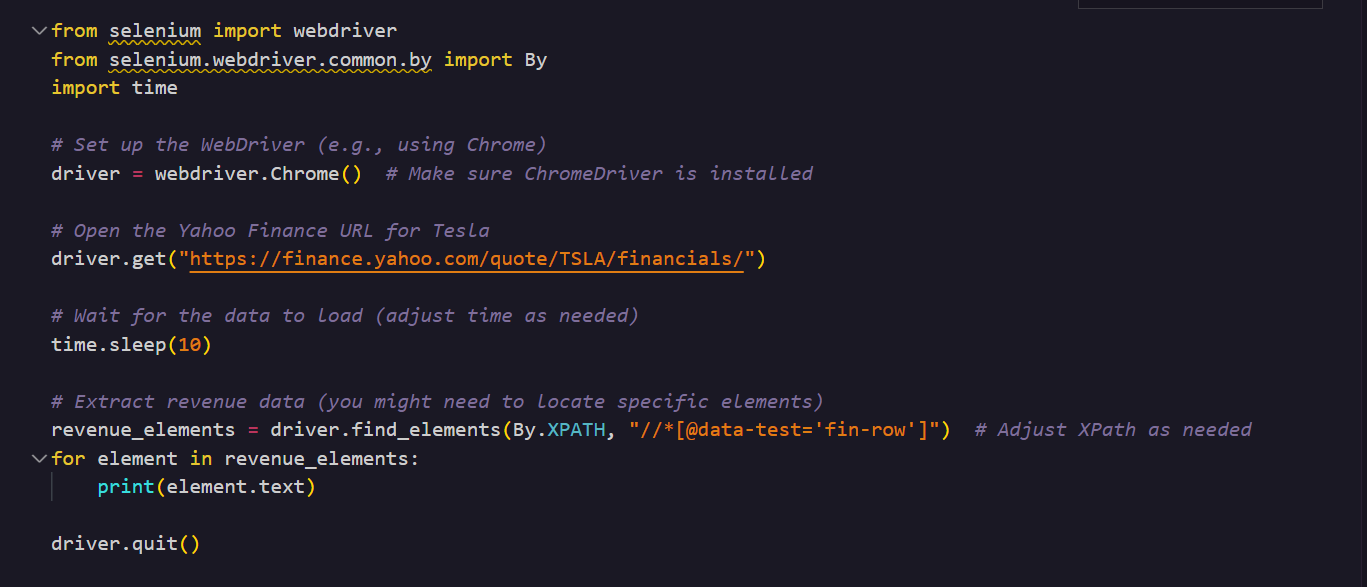 from selenium import webdriver
from selenium.webdriver.common.by import By
import time
# Set up the WebDriver (e.g., using Chrome)
driver = webdriver.Chrome()  # Make sure ChromeDriver is installed
# Open the Yahoo Finance URL for Tesla
driver.get("https://finance.yahoo.com/quote/TSLA/financials/")
# Wait for the data to load (adjust time as needed)
time.sleep(10)
# Extract revenue data (you might need to locate specific elements)
revenue_elements = driver.find_elements(By.XPATH, "//*[@data-test='fin-row']")  # Adjust XPath as needed
for element in revenue_elements:
    print(element.text)
driver.quit()